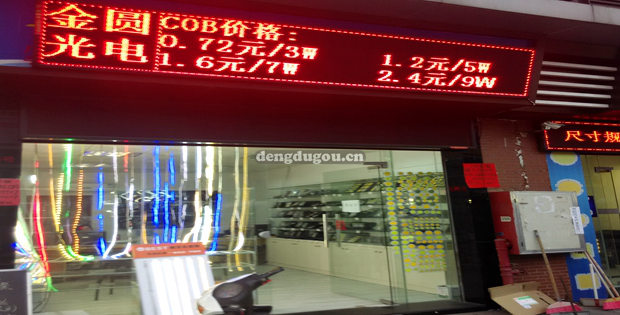 金圆
光电
COB价格:
0.72元/3W
1.2元/5W
1.6元/7W
2.4元/9W
尺寸规
dengdugou.cn